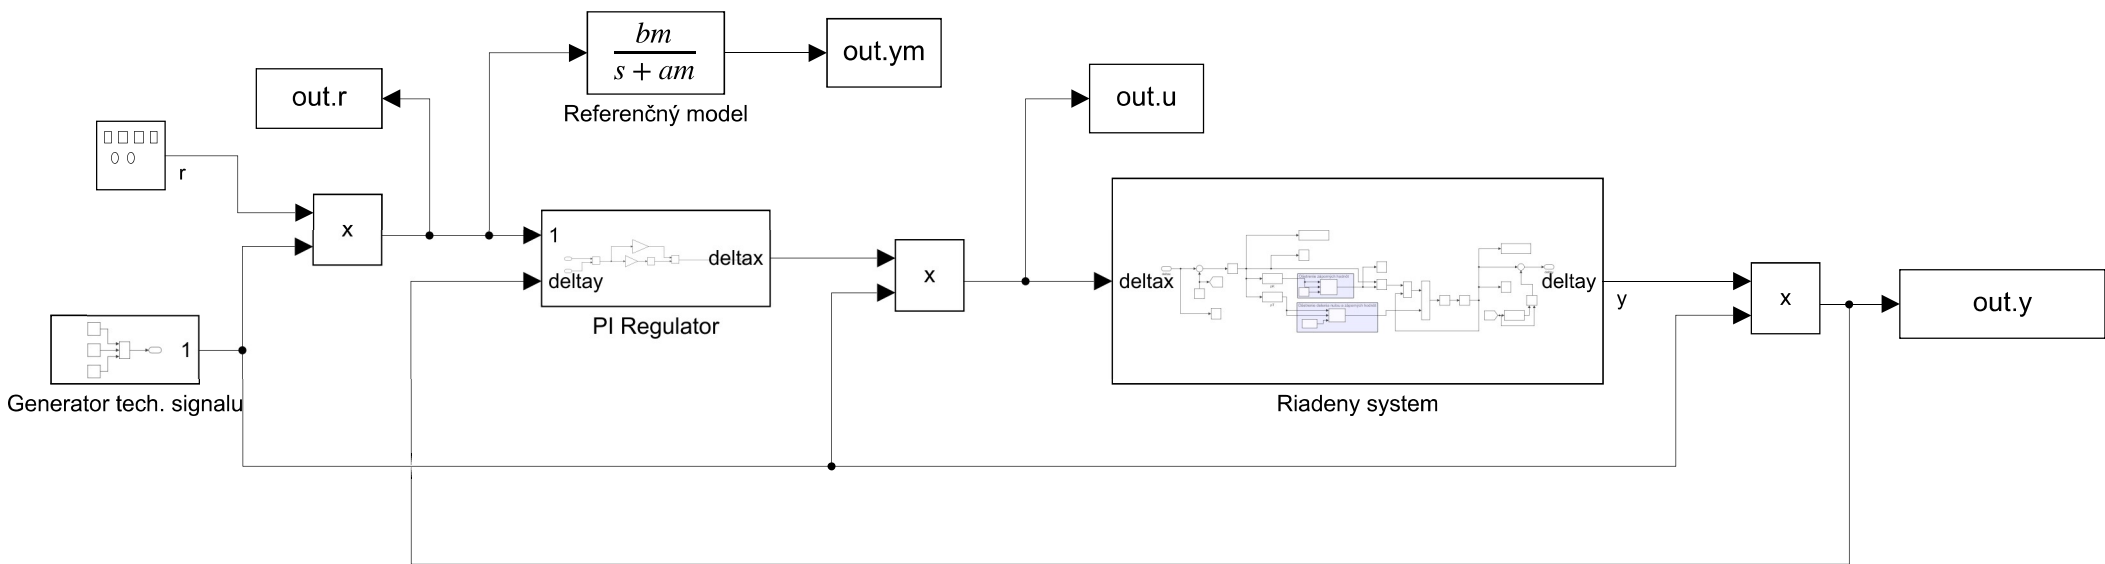 bm
s + am
out.ym
Referenčný model
out.r
out.u
r
x
1
deltay
deltax
PI Regulator
x
deltax
deltay
Riadeny system
y
x
out.y
1
Generator tech. signalu